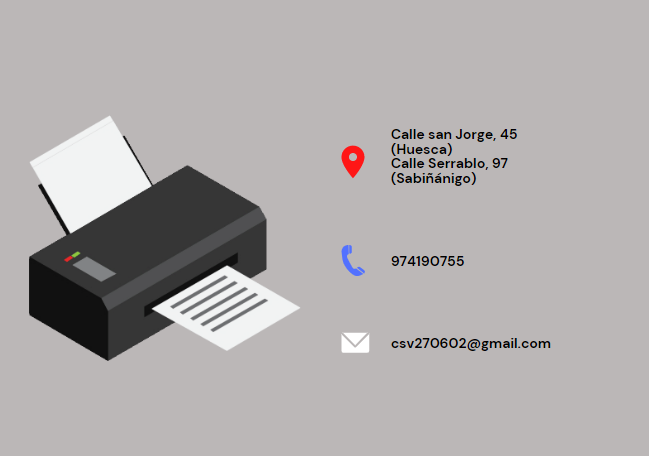 Calle san Jorge, 45
(Huesca)
Calle Serrablo, 97
(Sabiñánigo)
974190755
csv270602@gmail.com